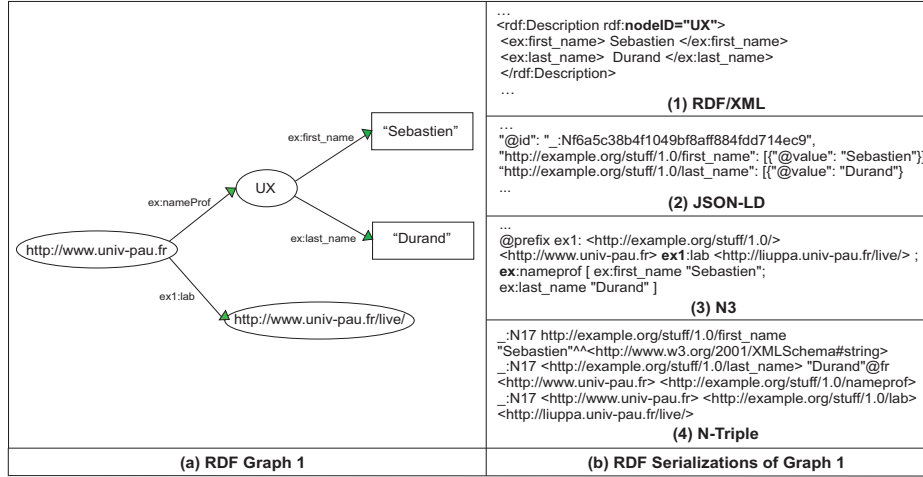 ex:first_name
"Sebastien"
UX
ex:nameProf
ex:last_name
"Durand"
http://www.univ-pau.fr
ex1:lab
http://www.univ-pau.fr/live/
(a) RDF Graph 1
...
<rdf:Description rdf:nodeID="UX">
<ex:first_name> Sebastien </ex:first_name>
<ex:last_name> Durand </ex:last_name>
</rdf:Description>
...
(1) RDF/XML
...
"@id": "_:Nf6a5c38b4f1049bf8aff884fdd714ec9",
"http://example.org/stuff/1.0/first_name": [{"@value": "Sebastien"}]
"http://example.org/stuff/1.0/last_name": [{"@value": "Durand"}
...
(2) JSON-LD
...
@prefix ex1: <http://example.org/stuff/1.0/>
<http://www.univ-pau.fr> ex1:lab <http://liuppa.univ-pau.fr/live/> ;
ex:nameprof [ ex:first_name "Sebastien";
ex:last_name "Durand" ]
(3) N3
_:N17 http://example.org/stuff/1.0/first_name
"Sebastien"^^<http://www.w3.org/2001/XMLSchema#string>
_:N17 <http://example.org/stuff/1.0/last_name> "Durand"@fr
<http://www.univ-pau.fr> <http://example.org/stuff/1.0/nameprof>
_:N17 <http://www.univ-pau.fr> <http://example.org/stuff/1.0/lab>
<http://liuppa.univ-pau.fr/live/>
(4) N-Triple
(b) RDF Serializations of Graph 1